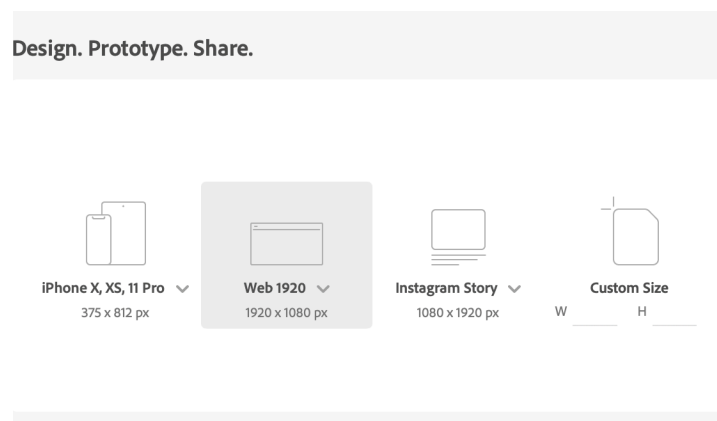 Design. Prototype. Share.
iPhone X, XS, 11 Pro
375 x 812 px
Web 1920
1920 x 1080 px
Instagram Story
1080 x 1920 px
Custom Size
W H